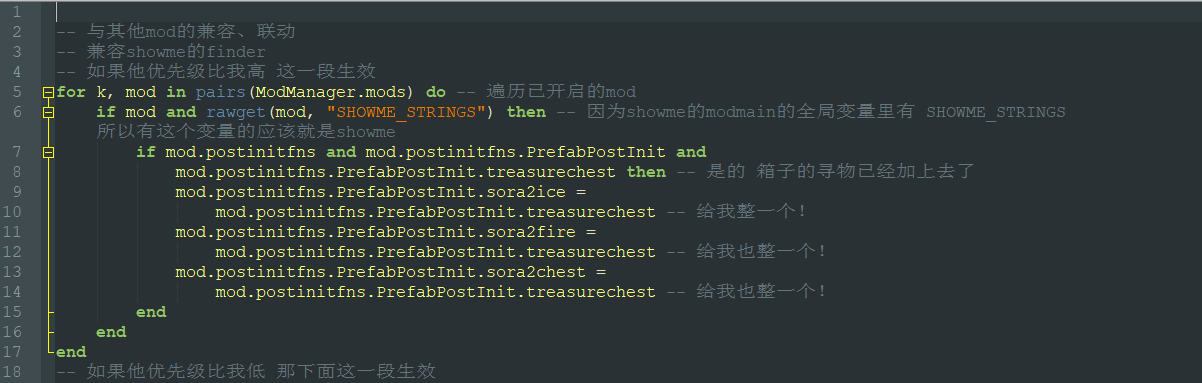 1
2 -- 与其他mod的兼容、联动
3 -- 兼容showme的finder
4 -- 如果他优先级比我高 这一段生效
5 for k, mod in pairs(ModManager.mods) do -- 遍历已开启的mod
6     if mod and rawget(mod, "SHOWME_STRINGS") then -- 因为showme的modmain的全局变量里有 SHOWME_STRINGS
    所以有这个变量的应该就是showme
7         if mod.postinitfns and mod.postinitfns.PrefabPostInit and
8             mod.postinitfns.PrefabPostInit.treasurechest then -- 是的 箱子的寻物已经加上去了
9             mod.postinitfns.PrefabPostInit.sora2ice =
10                 mod.postinitfns.PrefabPostInit.treasurechest -- 给我整一个！
11             mod.postinitfns.PrefabPostInit.sora2fire =
12                 mod.postinitfns.PrefabPostInit.treasurechest -- 给我也整一个！
13             mod.postinitfns.PrefabPostInit.sora2chest =
14                 mod.postinitfns.PrefabPostInit.treasurechest -- 给我也整一个！
15         end
16     end
17 end
18 -- 如果他优先级比我低 那下面这一段生效